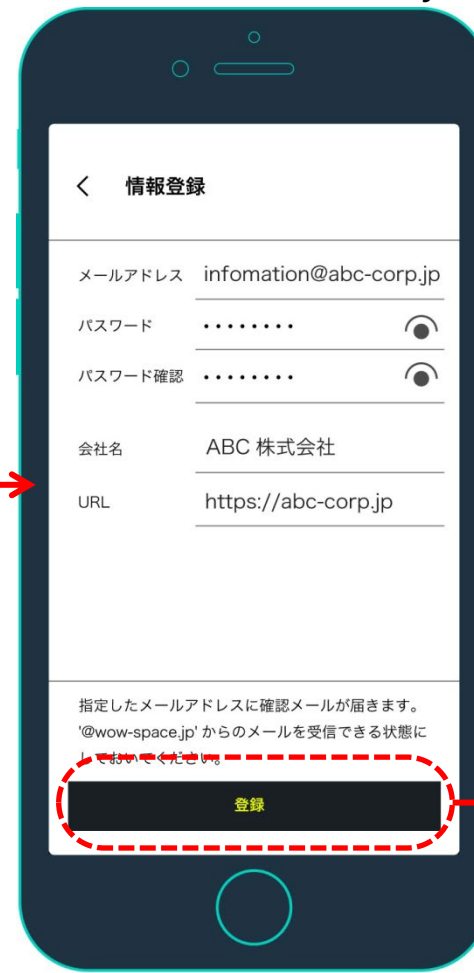 情報登録
メールアドレス infomation@abc-corp.jp
パスワード ••••••••
パスワード確認 ••••••••
会社名 ABC 株式会社
URL https://abc-corp.jp
指定したメールアドレスに確認メールが届きます。
'@wow-space.jp' からのメールを受信できる状態に
しておいてください。
登録